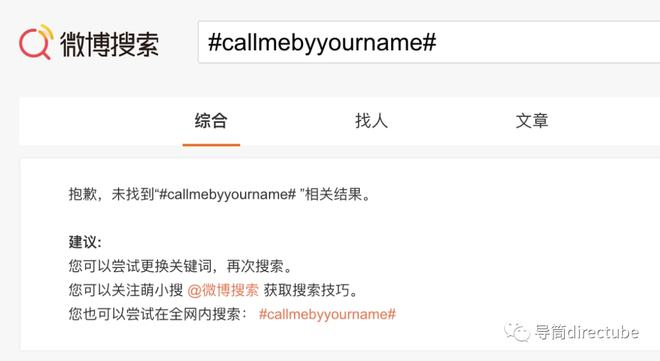 微博搜索
#callmebyyourname#
综合 找人 文章
抱歉，未找到“#callmebyyourname# ”相关结果。
建议:
您可以尝试更换关键词，再次搜索。
您可以关注萌小搜 @微博搜索 获取搜索技巧。
您也可以尝试在全网内搜索： #callmebyyourname#
导筒directube